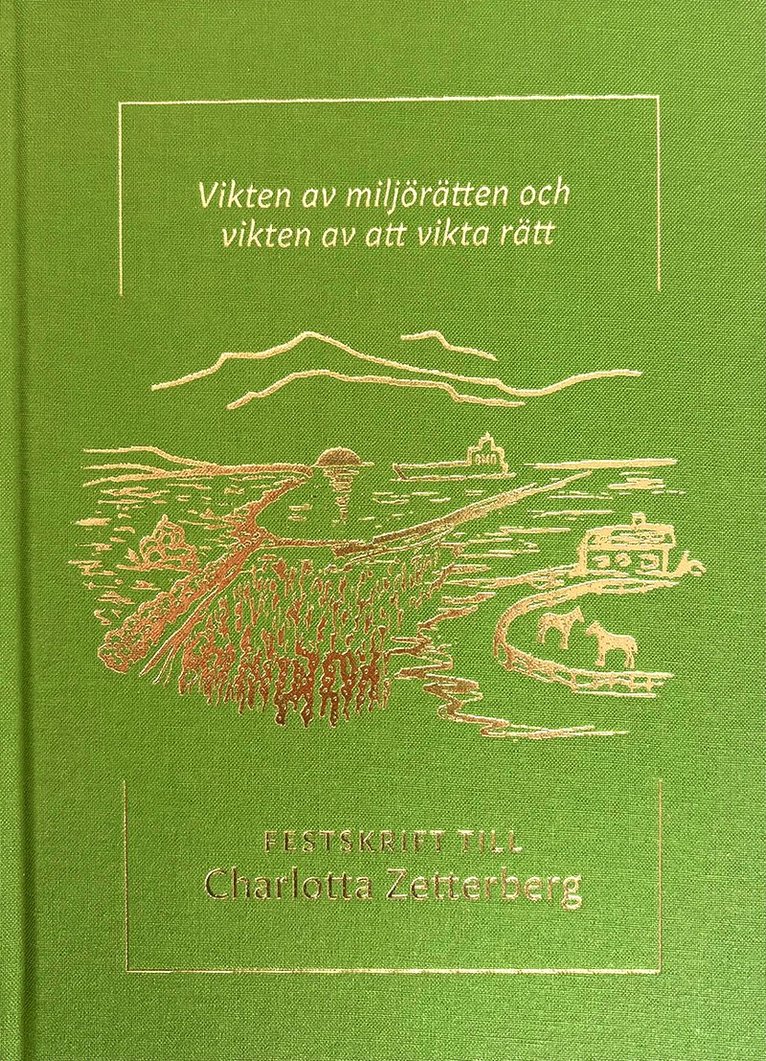 Vikten av miljörätten och
vikten av att vikta rätt
FESTSKRIFT TILL
Charlotta Zetterberg